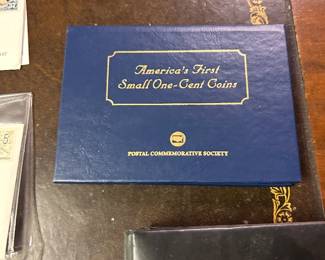 America's First
Small One-Cent Coins
POSTAL COMMEMORATIVE SOCIETY